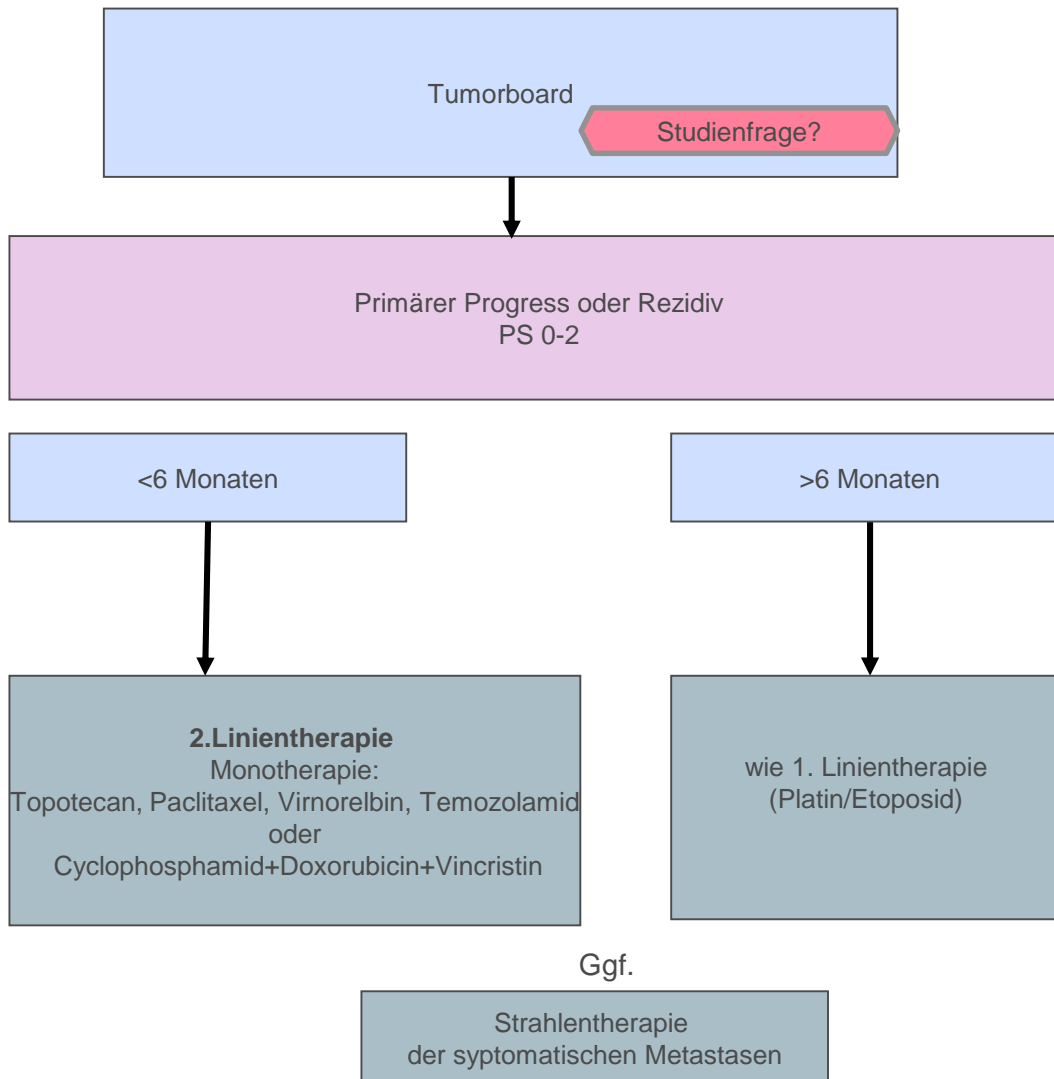 Tumorboard
Studienfrage?
Primärer Progress oder Rezidiv
PS 0-2
<6 Monaten
>6 Monaten
2.Linientherapie
Monotherapie:
Topotecan, Paclitaxel, Virnorelbin, Temozolamid
oder
Cyclophosphamid+Doxorubicin+Vincristin
wie 1. Linientherapie
(Platin/Etoposid)
Ggf.
Strahlentherapie
der syptomatischen Metastasen